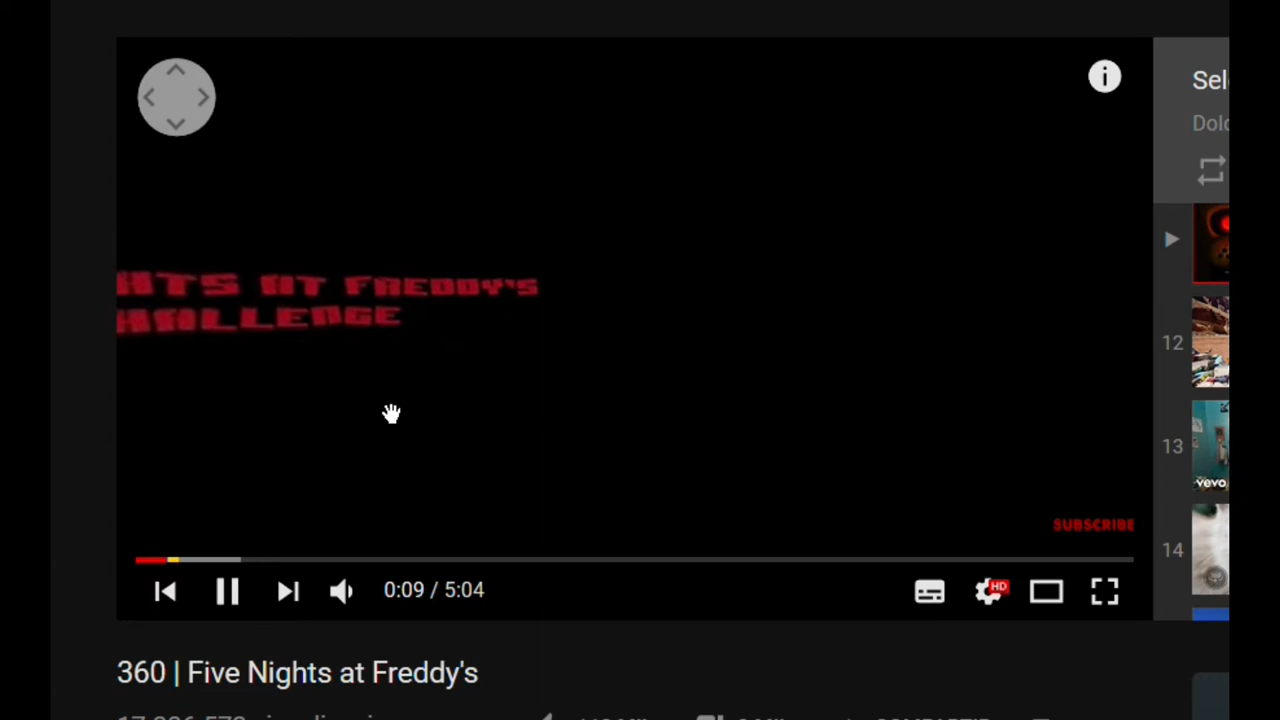 Sel
Dolc
HTS AT FREDDY'S
HALLENGE
12
13
vevo
SUBSCRIBE
14
0:09 / 5:04
HD
360 | Five Nights at Freddy's